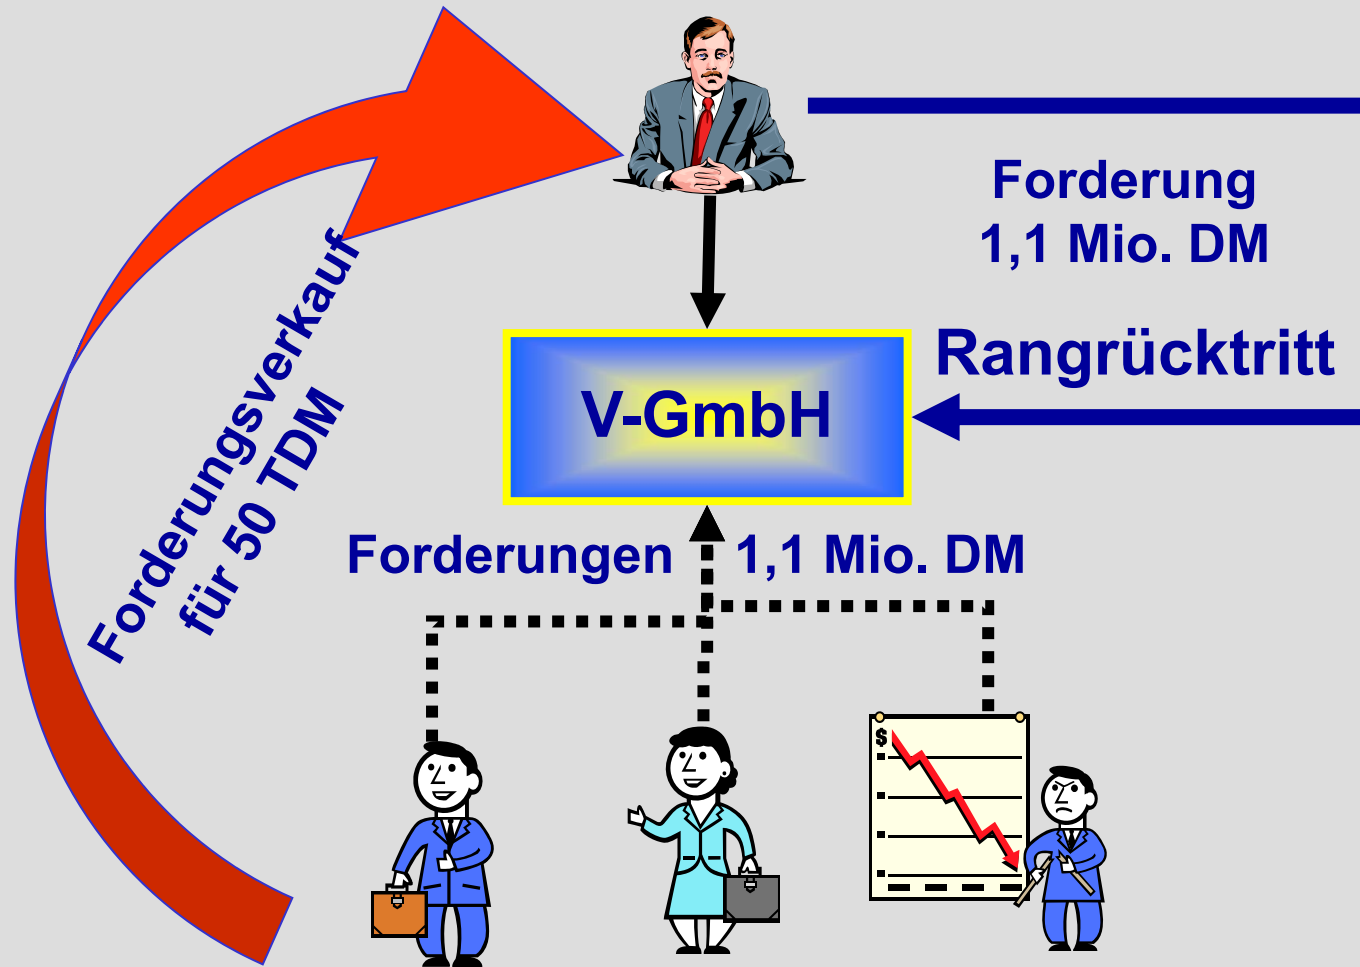 Forderung
1,1 Mio. DM
Rangrücktritt
V-GmbH
Forderungsverkauf
für 50 TDM
Forderungen 1,1 Mio. DM
$